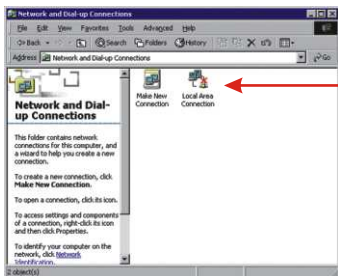 Network and Dial-up Connections
File Edit View Favorites Tools Advanced Help
Back Search Folders History
Address Network and Dial-up Connections Go
Network and Dial-
up Connections
This folder contains network
connections for this computer, and
a wizard to help you create a new
connection.
To create a new connection, click
Make New Connection.
To open a connection, click its icon.
To access settings and components
of a connection, right-click its icon
and then click Properties.
To identify your computer on the
network, click Network
Identification.
Make New
Connection
Local Area
Connection
2 object(s)